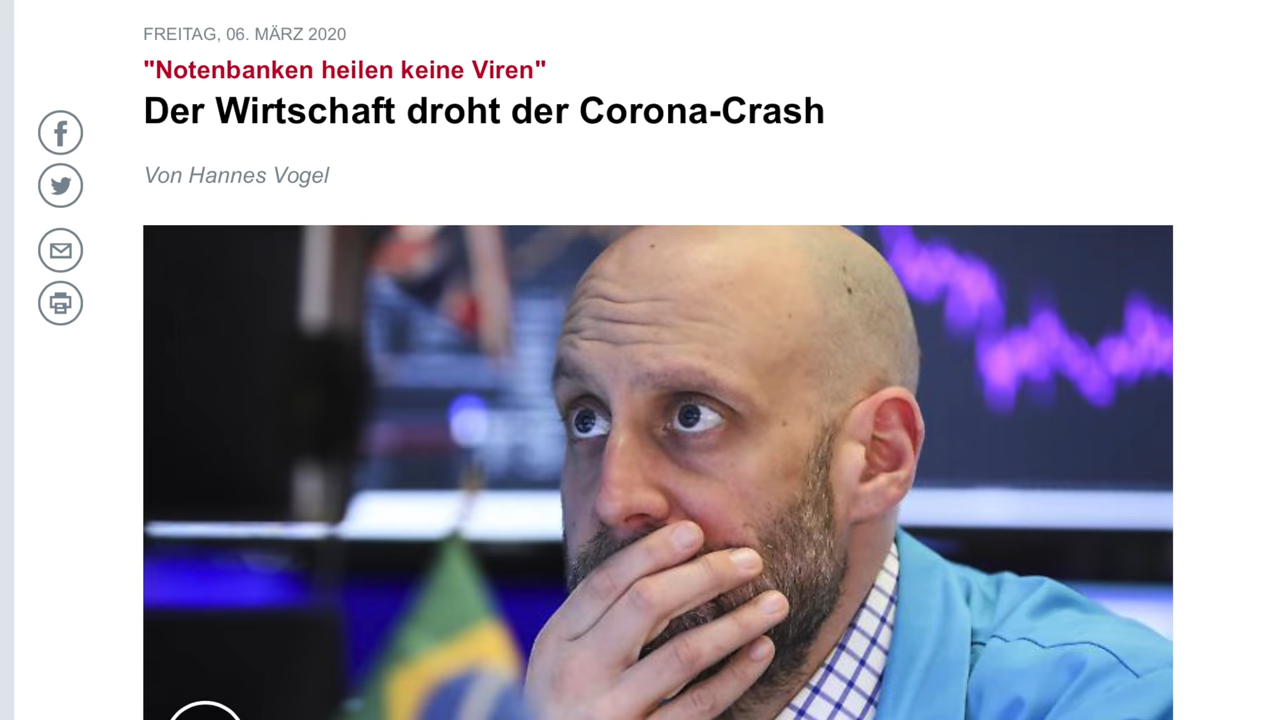 FREITAG, 06. MÄRZ 2020
"Notenbanken heilen keine Viren"
Der Wirtschaft droht der Corona-Crash
Von Hannes Vogel